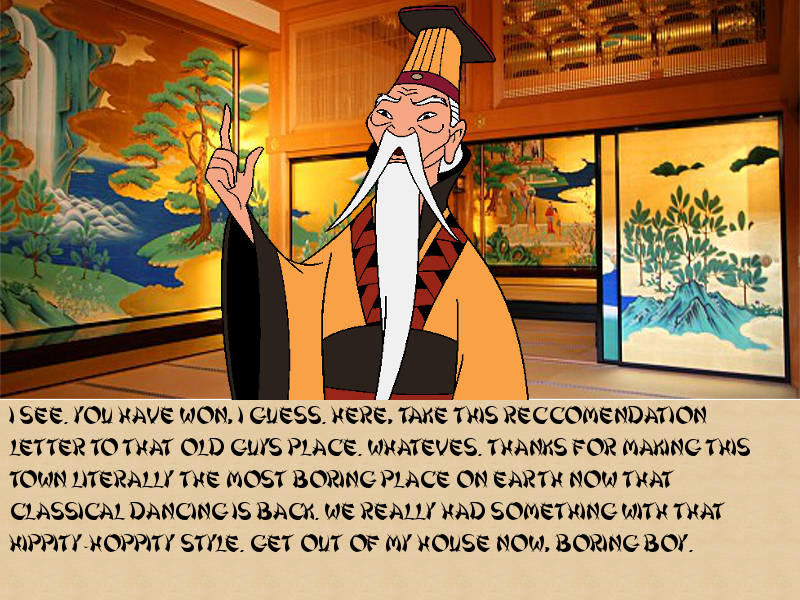 I SEE. YOU HAVE WON, I GUESS. HERE, TAKE THIS RECCOMENDATION
LETTER TO THAT OLD GUYS PLACE. WHATEVES. THANKS FOR MAKING THIS
TOWN LITERALLY THE MOST BORING PLACE ON EARTH NOW THAT
CLASSICAL DANCING IS BACK. WE REALLY HAD SOMETHING WITH THAT
HIPPITY-HOPPITY STYLE. GET OUT OF MY HOUSE NOW, BORING BOY.